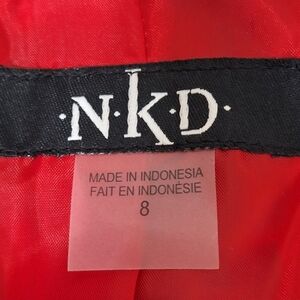 ·N·K·D·
MADE IN INDONESIA
FAIT EN INDONÉSIE
8